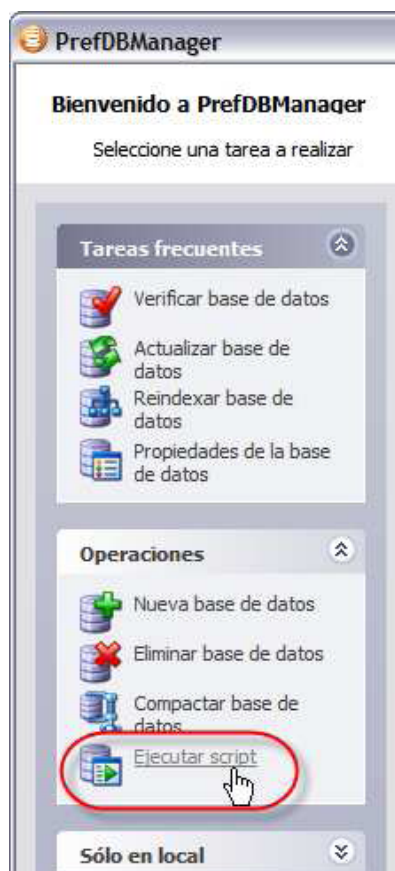 PrefDBManager
Bienvenido a PrefDBManager
Seleccione una tarea a realizar
Tareas frecuentes
Verificar base de datos
Actualizar base de
datos
Reindexar base de
datos
Propiedades de la base
de datos
Operaciones
Nueva base de datos
Eliminar base de datos
Compactar base de
datos
Ejecutar script
Sólo en local